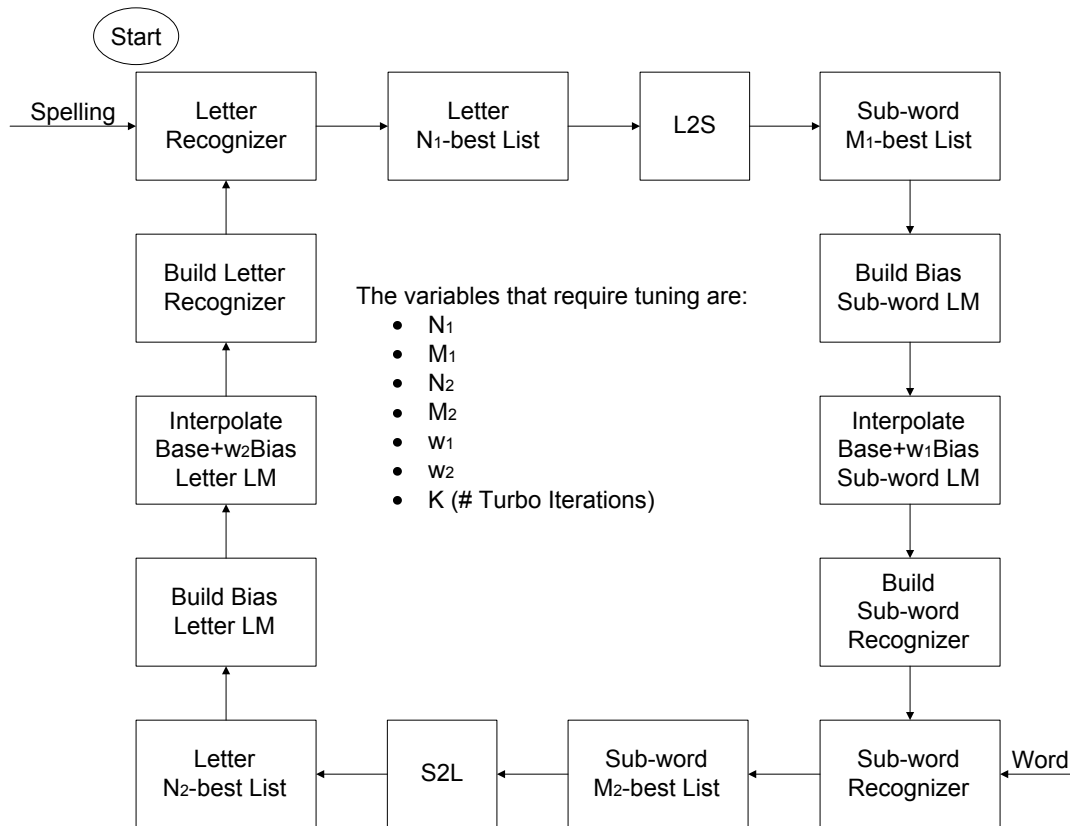 Start
Spelling
Letter
Recognizer
Letter
N₁-best List
L2S
Sub-word
M₁-best List
Build Letter
Recognizer
Build Bias
Sub-word LM
The variables that require tuning are:
• N₁
• M₁
• N₂
• M₂
• w₁
• w₂
• K (# Turbo Iterations)
Interpolate
Base+w₂Bias
Letter LM
Interpolate
Base+w₁Bias
Sub-word LM
Build Bias
Letter LM
Build
Sub-word
Recognizer
Letter
N₂-best List
S2L
Sub-word
M₂-best List
Sub-word
Recognizer
Word